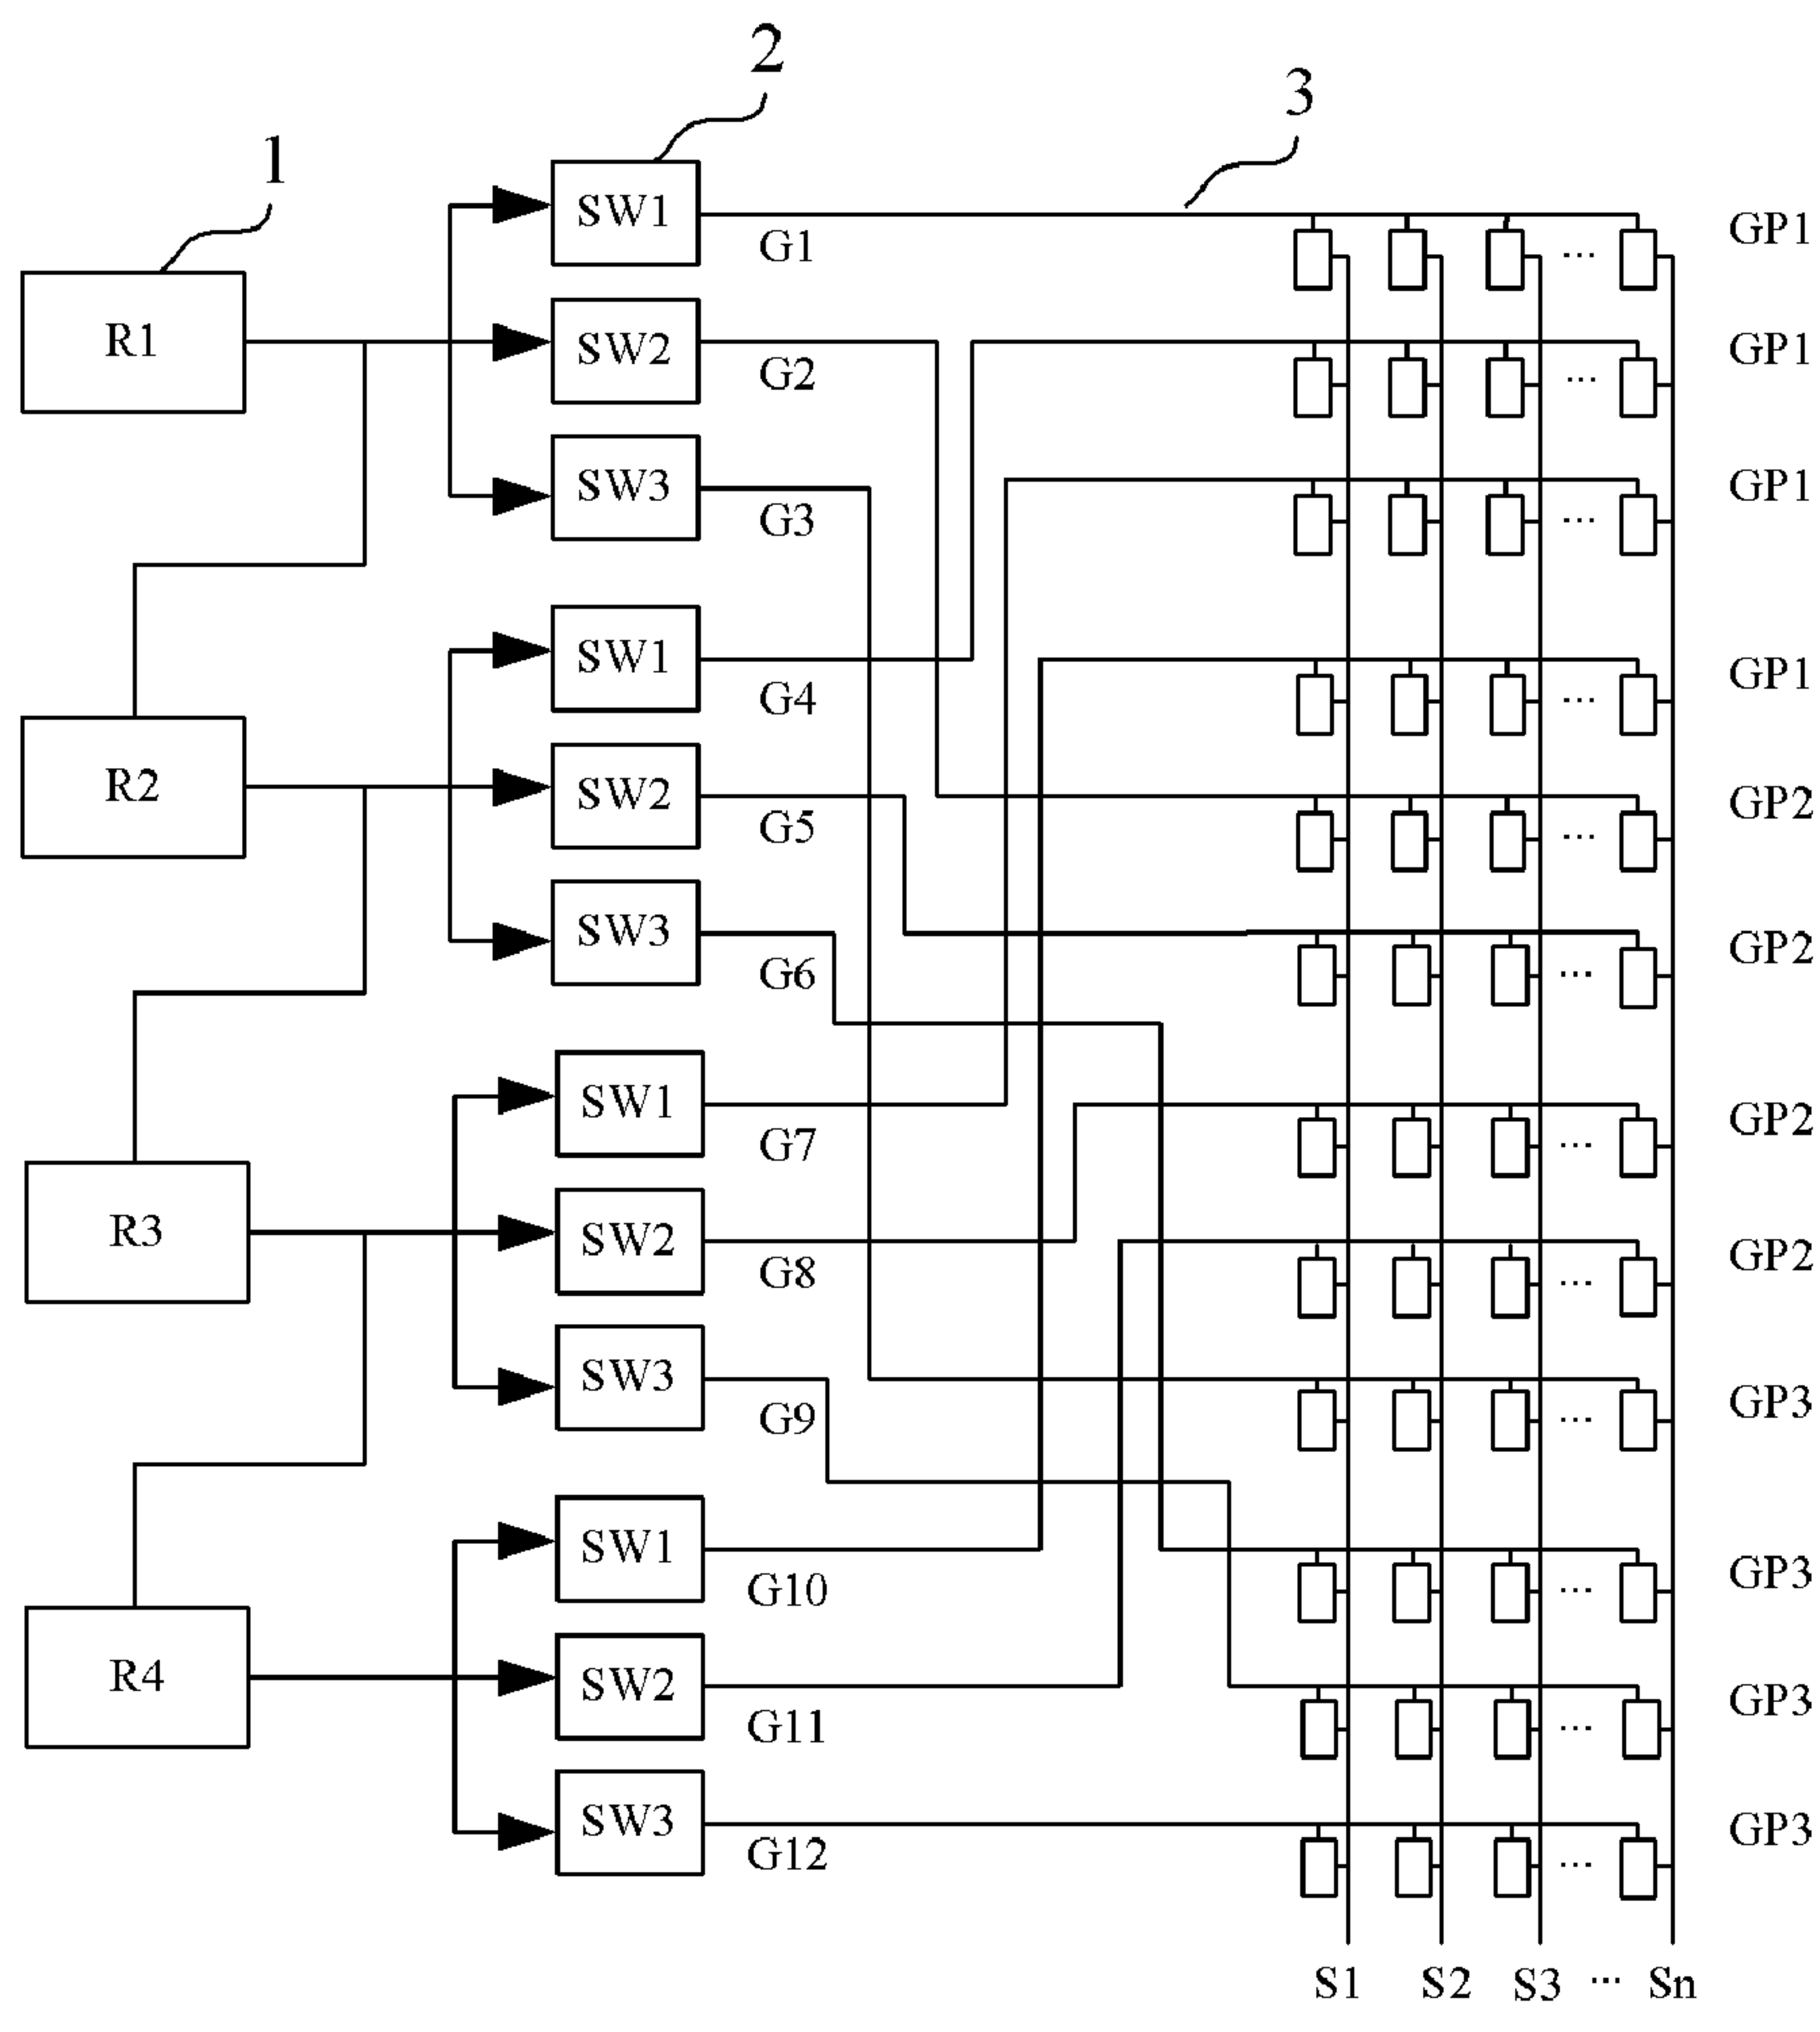 2
3
1
SW1
G1
GP1
R1
SW2
G2
GP1
SW3
G3
GP1
SW1
G4
GP1
R2
SW2
G5
GP2
SW3
G6
GP2
SW1
G7
GP2
R3
SW2
G8
GP2
SW3
G9
GP3
SW1
G10
GP3
R4
SW2
G11
GP3
SW3
G12
GP3
S1 S2 S3 ... Sn